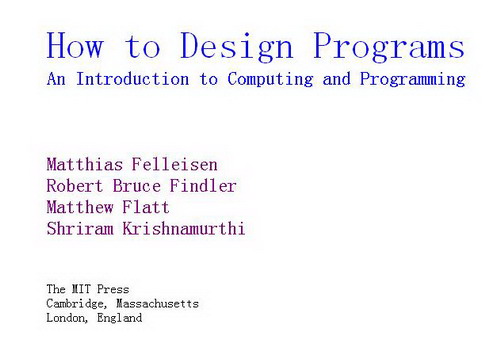 How to Design Programs
An Introduction to Computing and Programming
Matthias Felleisen
Robert Bruce Findler
Matthew Flatt
Shriram Krishnamurthi
The MIT Press
Cambridge, Massachusetts
London, England